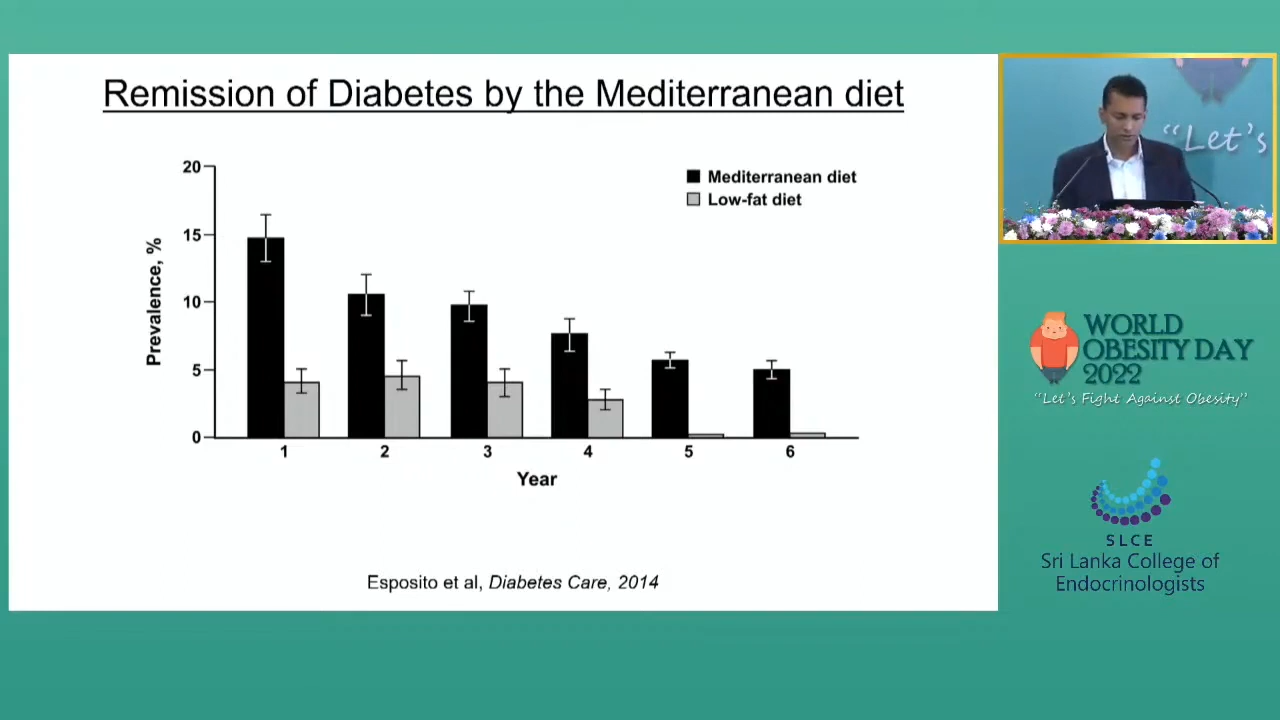 Remission of Diabetes by the Mediterranean diet
20
15
10
5
0
Prevalence, %
Mediterranean diet
Low-fat diet
1 2 3 4 5 6
Year
Esposito et al, Diabetes Care, 2014
“Let’s
WORLD
OBESITY DAY
2022
“Let’s Fight Against Obesity”
SLCE
Sri Lanka College of
Endocrinologists